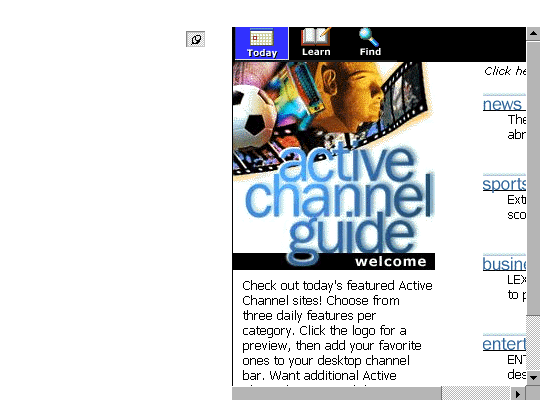 Today
Learn
Find
Click he
active
channel
guide
welcome
Check out today's featured Active
Channel sites! Choose from
three daily features per
category. Click the logo for a
preview, then add your favorite
ones to your desktop channel
bar. Want additional Active
news
The
abr
sports
Ext
sco
busine
LEX
to p
entert
ENT
des